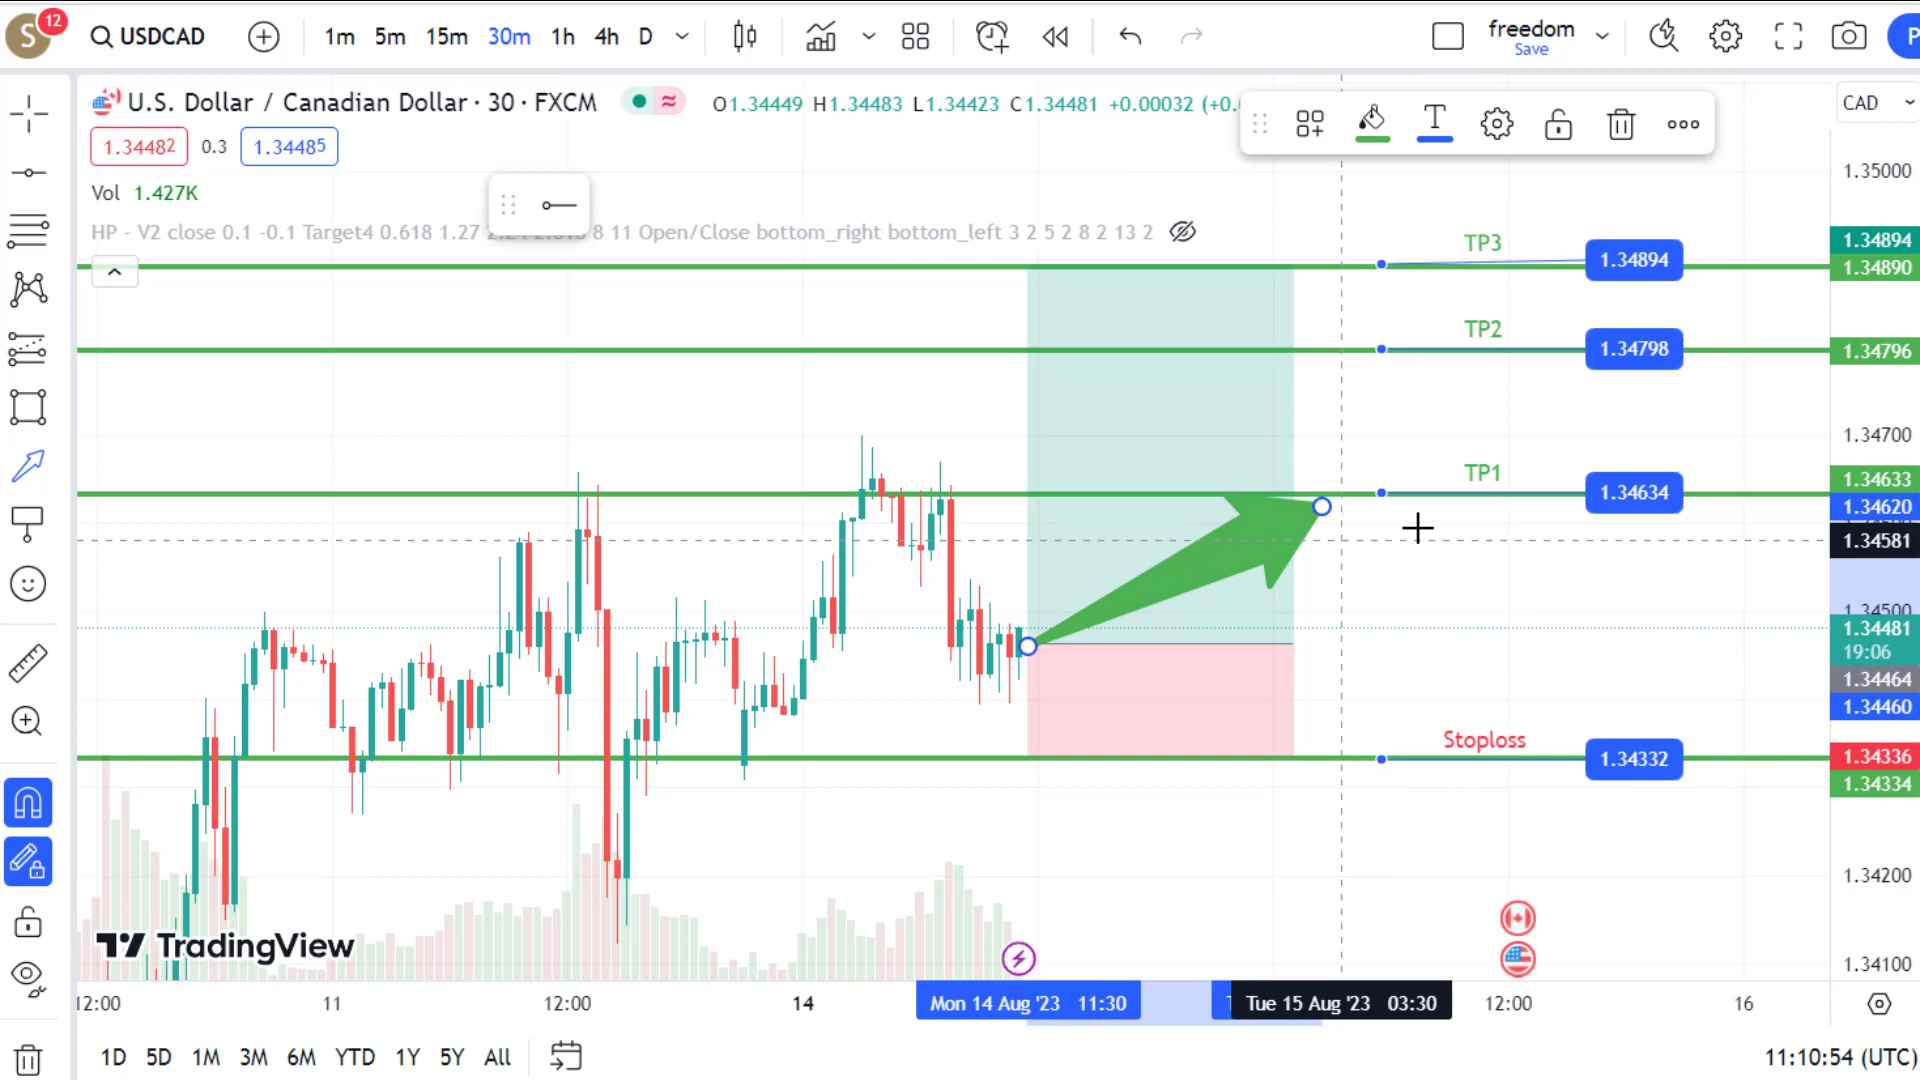 S 12 USDCAD 1m 5m 15m 30m 1h 4h D freedom P
Save
U.S. Dollar / Canadian Dollar · 30 · FXCM O1.34449 H1.34483 L1.34423 C1.34481 +0.00032 (+0. T CAD
1.34482 0.3 1.34485
Vol 1.427K
HP - V2 close 0.1 -0.1 Target4 0.618 1.27 8 11 Open/Close bottom_right bottom_left 3 2 5 2 8 2 13 2
1.35000
TP3 1.34894 1.34894
1.34890
TP2 1.34798 1.34796
1.34700
TP1 1.34634 1.34633
1.34620
1.34581
1.34500
1.34481
19:06
1.34464
1.34460
Stoploss 1.34332 1.34336
1.34334
1.34200
TradingView
1.34100
12:00 11 12:00 14 Mon 14 Aug '23 11:30 Tue 15 Aug '23 03:30 12:00 16
1D 5D 1M 3M 6M YTD 1Y 5Y All 11:10:54 (UTC)